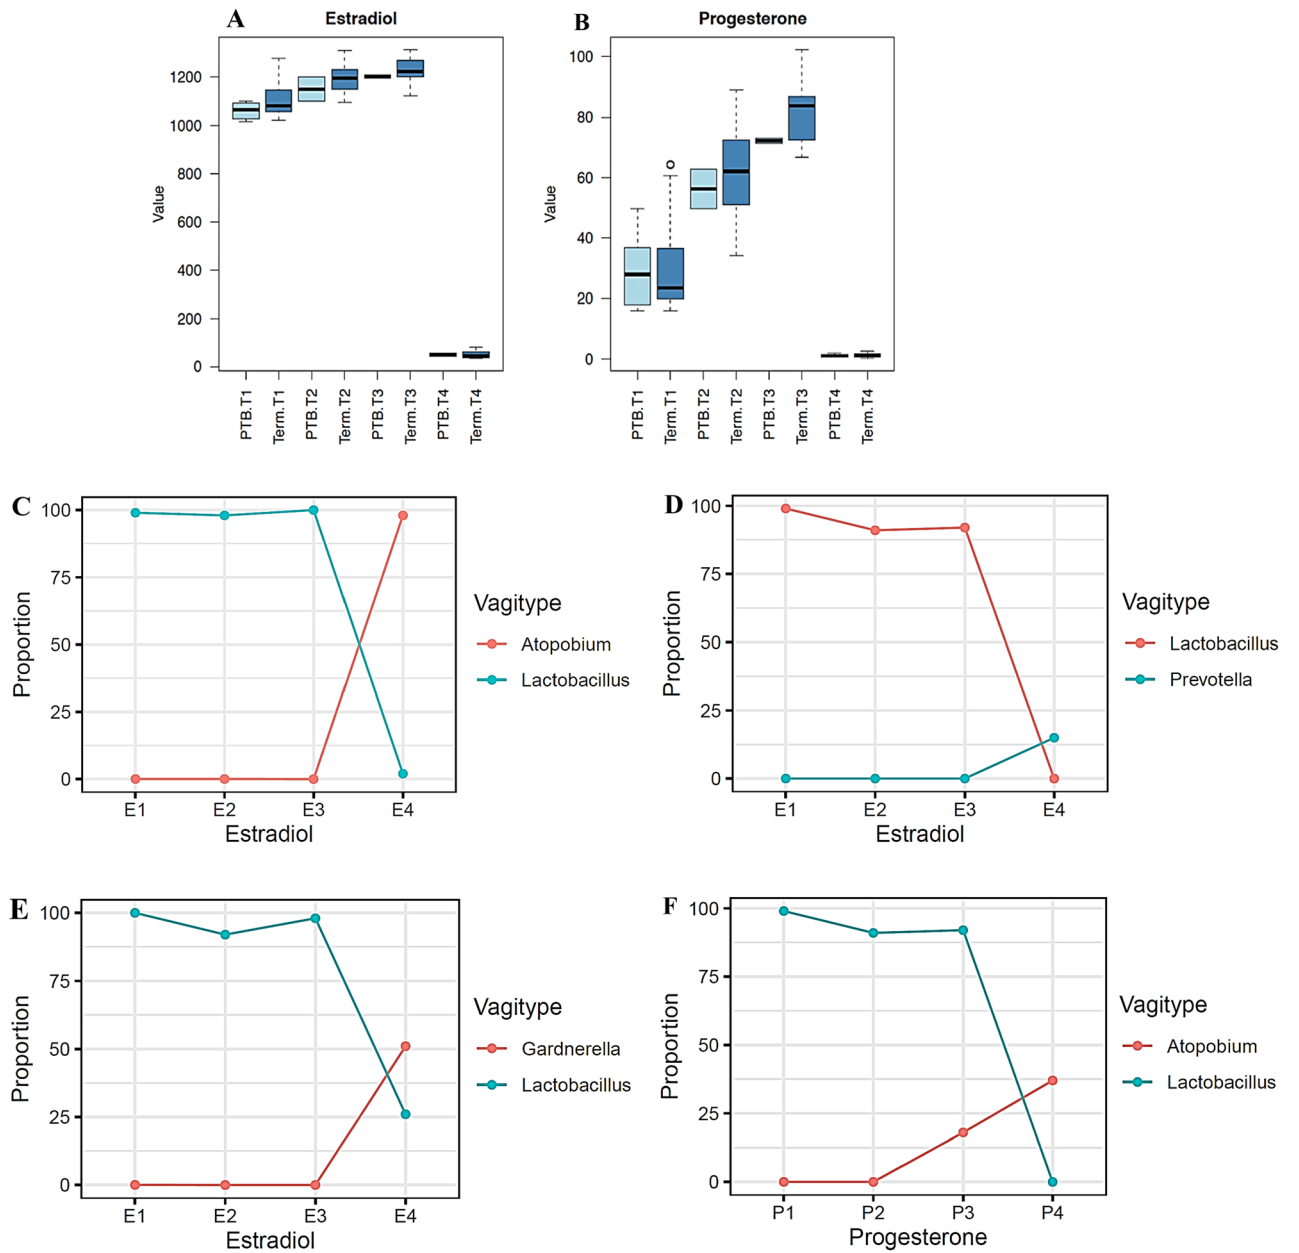 A
Estradiol
Value
1200
1000
800
600
400
200
0
PTB.T1
Term.T1
PTB.T2
Term.T2
PTB.T3
Term.T3
PTB.T4
Term.T4
B
Progesterone
Value
100
80
60
40
20
0
PTB.T1
Term.T1
PTB.T2
Term.T2
PTB.T3
Term.T3
PTB.T4
Term.T4
C
Proportion
100
75
50
25
0
E1 E2 E3 E4
Estradiol
Vagitype
Atopobium
Lactobacillus
D
Proportion
100
75
50
25
0
E1 E2 E3 E4
Estradiol
Vagitype
Lactobacillus
Prevotella
E
Proportion
100
75
50
25
0
E1 E2 E3 E4
Estradiol
Vagitype
Gardnerella
Lactobacillus
F
Proportion
100
75
50
25
0
P1 P2 P3 P4
Progesterone
Vagitype
Atopobium
Lactobacillus